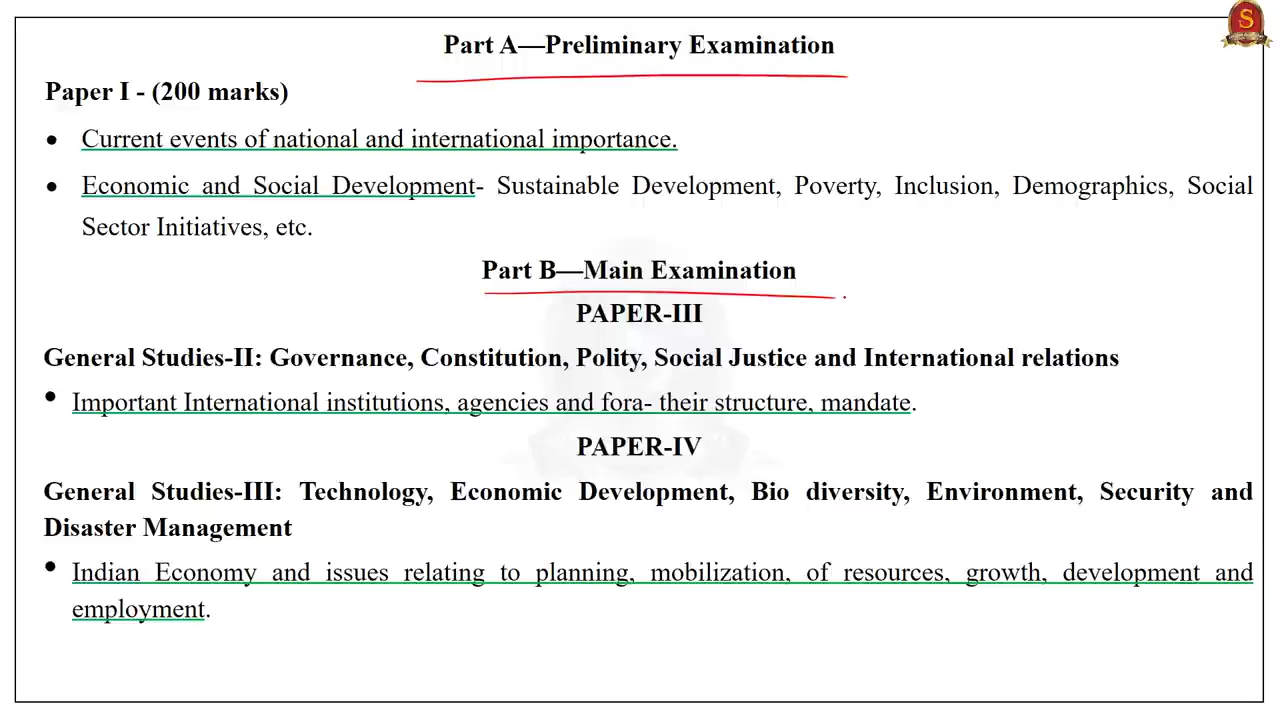 S
Part A—Preliminary Examination
Paper I - (200 marks)
• Current events of national and international importance.
• Economic and Social Development- Sustainable Development, Poverty, Inclusion, Demographics, Social
Sector Initiatives, etc.
Part B—Main Examination
PAPER-III
General Studies-II: Governance, Constitution, Polity, Social Justice and International relations
• Important International institutions, agencies and fora- their structure, mandate.
PAPER-IV
General Studies-III: Technology, Economic Development, Bio diversity, Environment, Security and
Disaster Management
• Indian Economy and issues relating to planning, mobilization, of resources, growth, development and
employment.